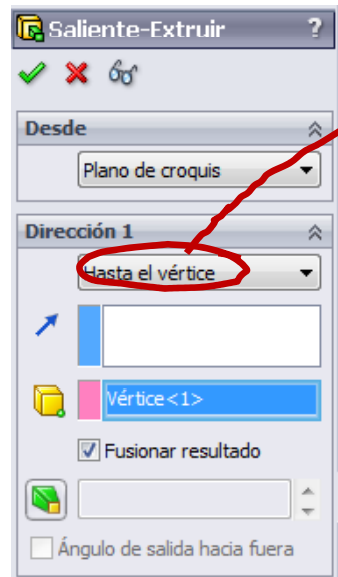 Saliente-Extruir ?
Desde
Plano de croquis
Dirección 1
Hasta el vértice
Vértice<1>
Fusionar resultado
Ángulo de salida hacia fuera